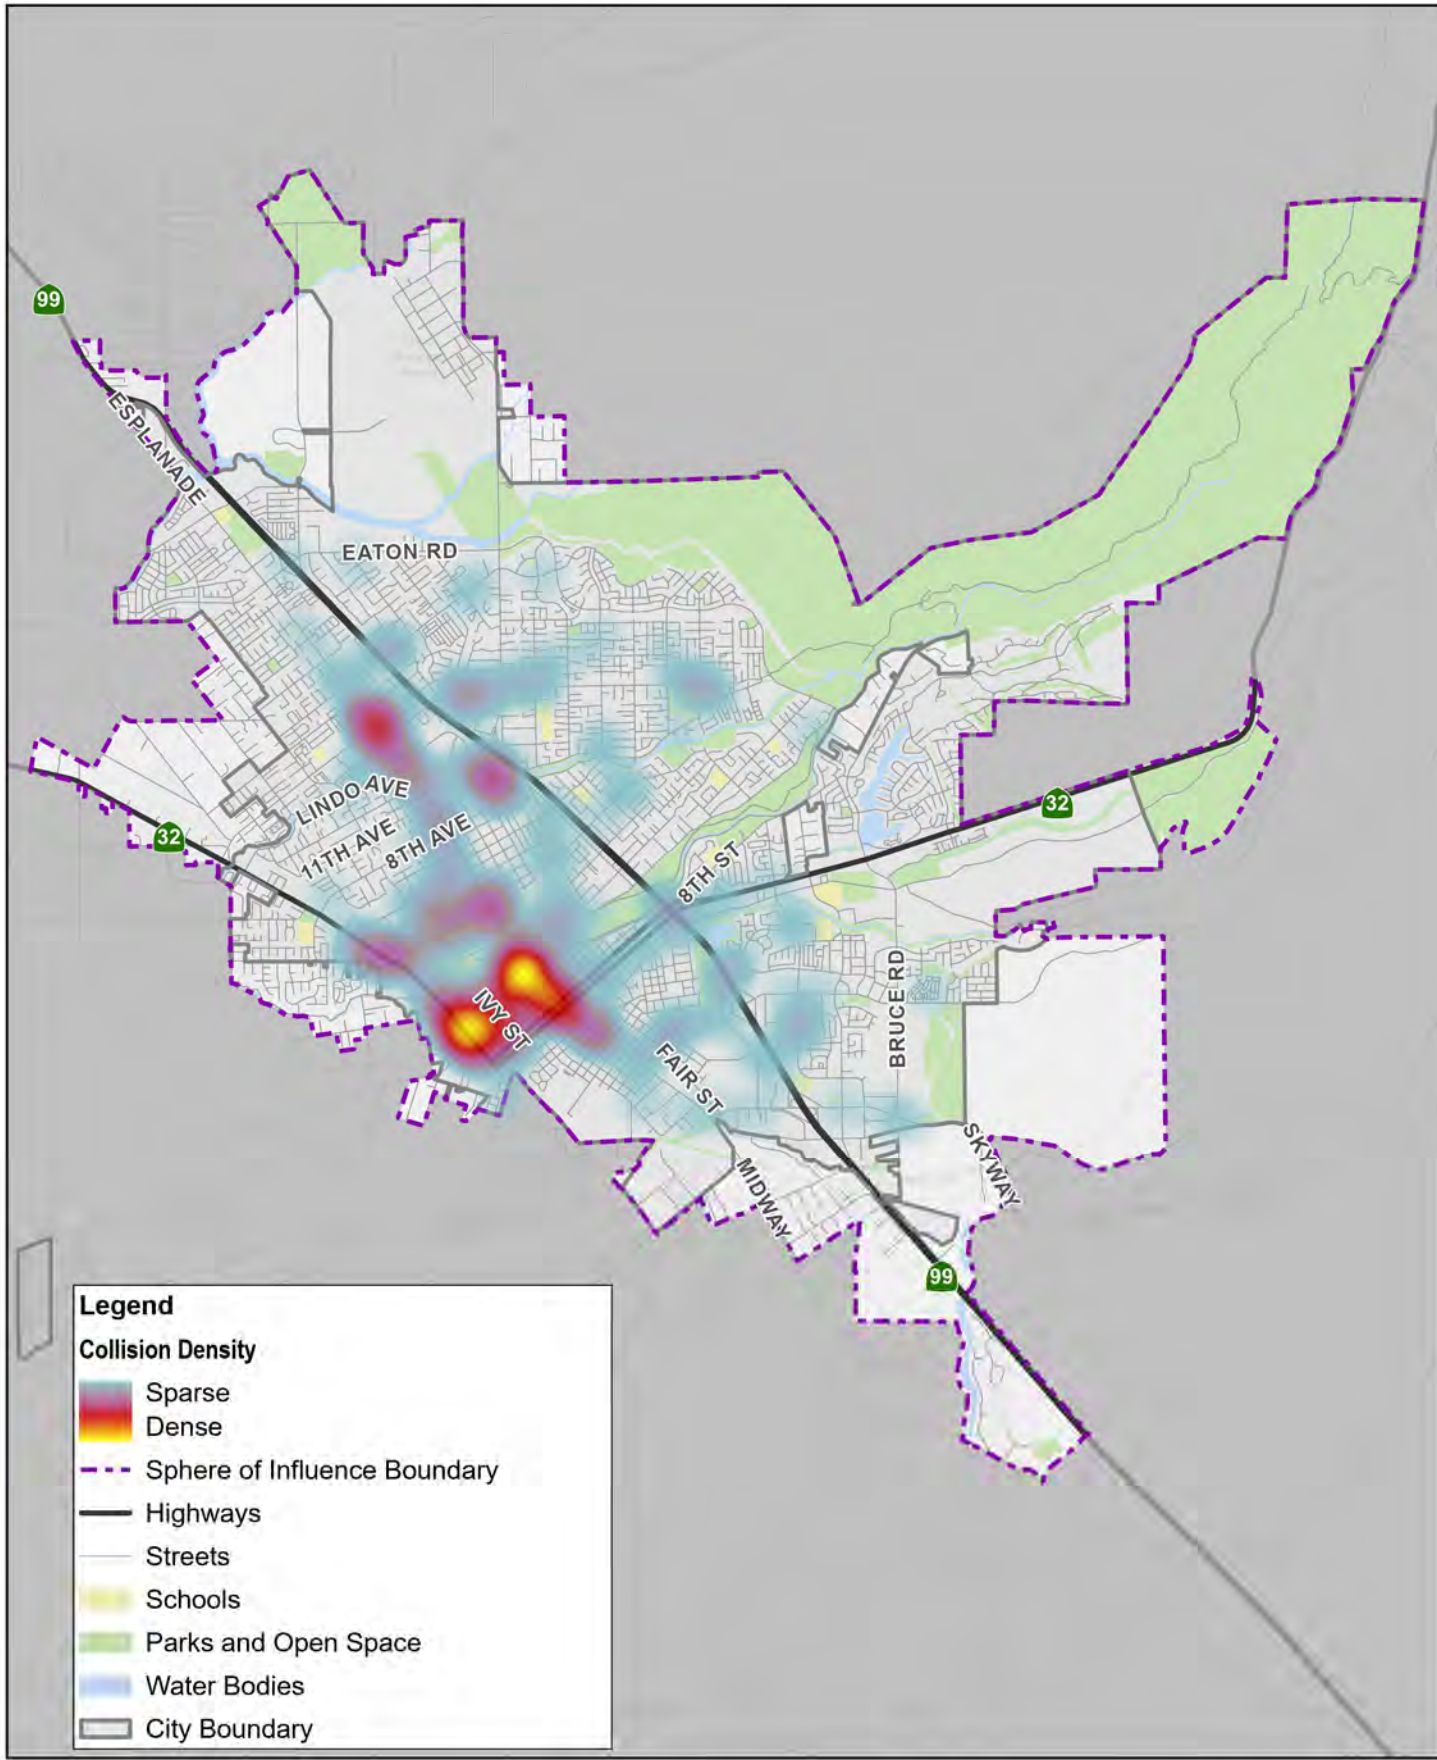 99
ESPLANADE
EATON RD
LINDO AVE
11TH AVE
8TH AVE
32
32
8TH ST
IVY ST
BRUCE RD
FAIR ST
SKYWAY
MIDWAY
99
Legend
Collision Density
Sparse
Dense
Sphere of Influence Boundary
Highways
Streets
Schools
Parks and Open Space
Water Bodies
City Boundary